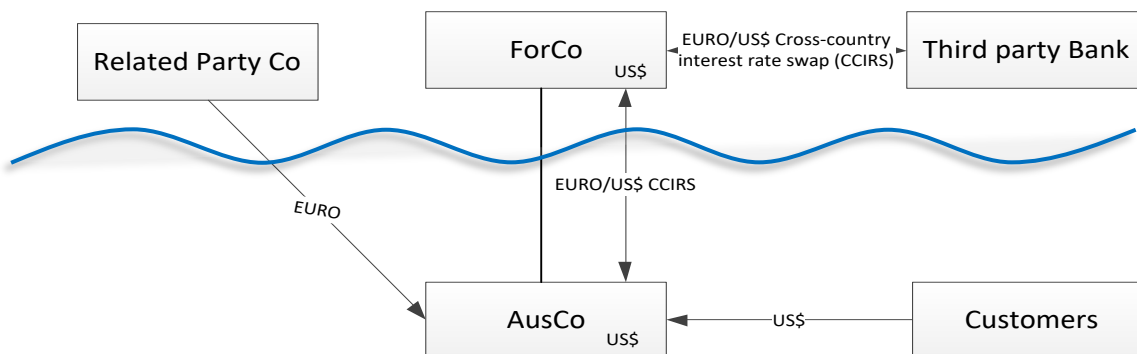 Related Party Co
ForCo
US$
EURO/US$ Cross-country
interest rate swap (CCIRS)
Third party Bank
EURO/US$ CCIRS
EURO
AusCo
US$
US$
Customers